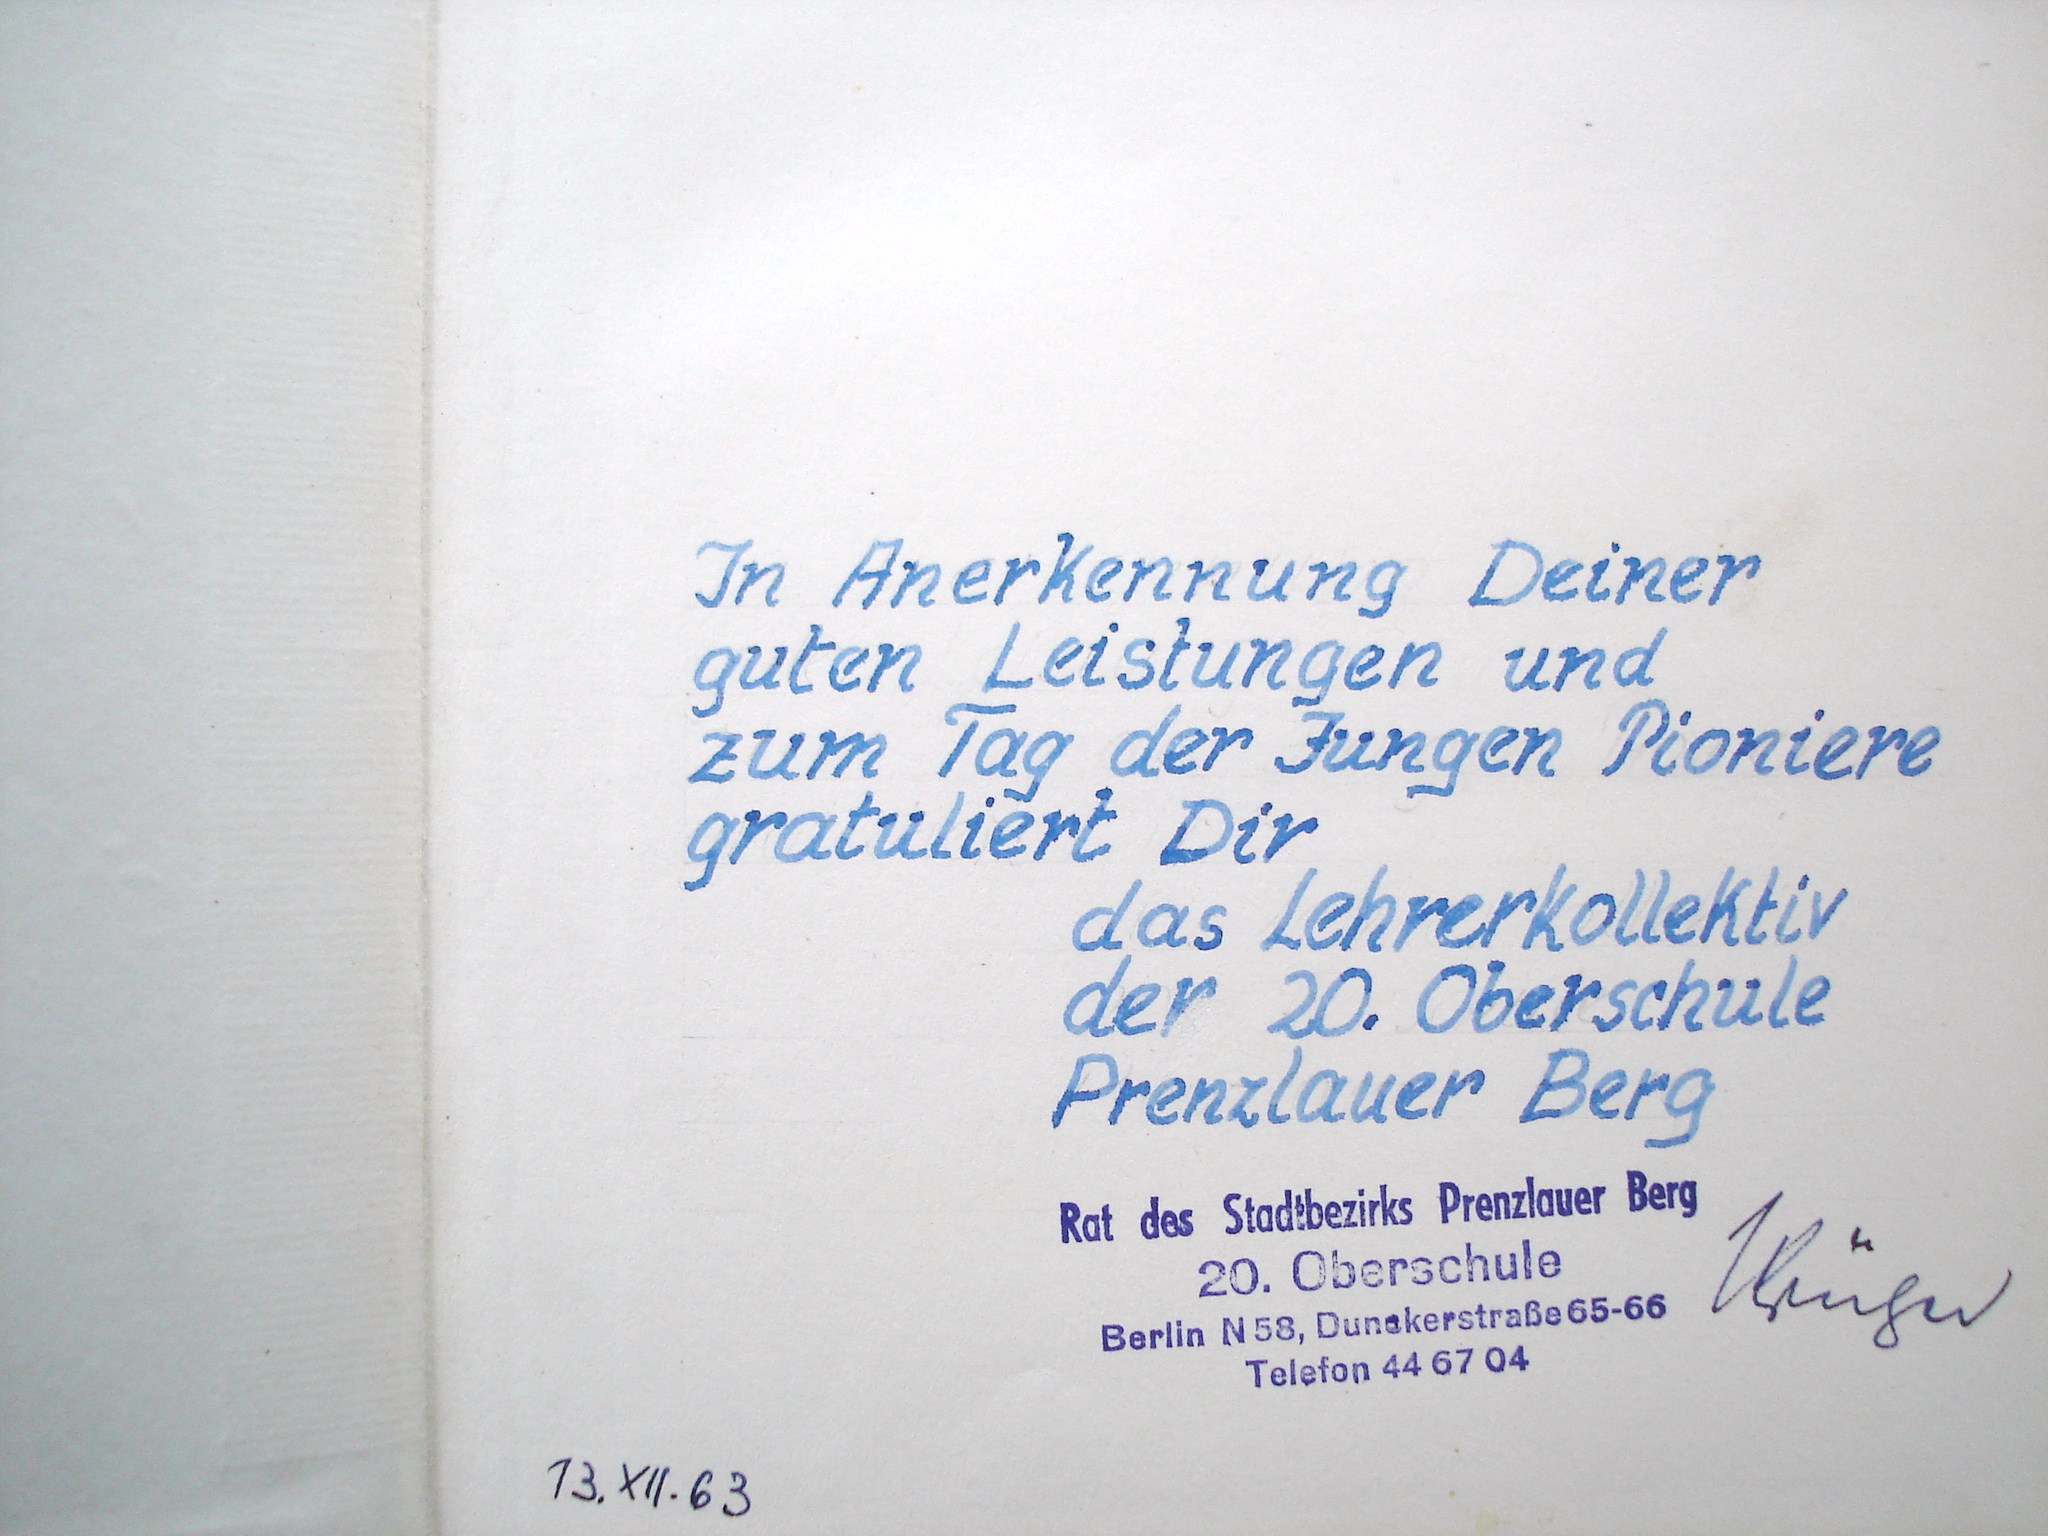 In Anerkennung Deiner
guten Leistungen und
zum Tag der Jungen Pioniere
gratuliert Dir
das Lehrerkollektiv
der 20. Oberschule
Prenzlauer Berg
Rat des Stadtbezirks Prenzlauer Berg
20. Oberschule
Berlin N 58, Dunckerstraße 65-66
Telefon 44 67 04
Krüger
13. XII. 63